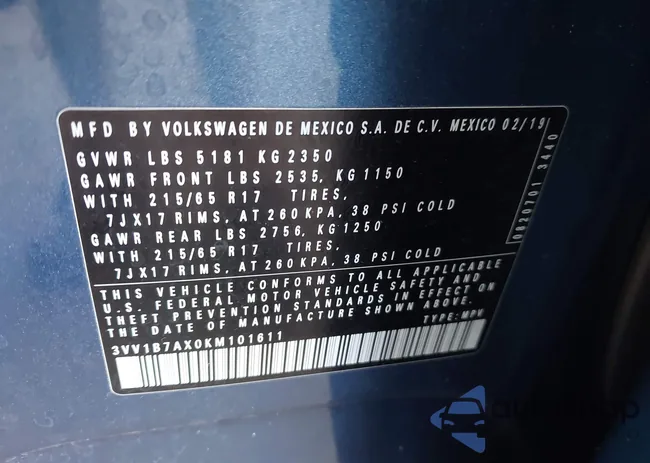 MFD BY VOLKSWAGEN DE MEXICO S.A. DE C.V. MEXICO 02/19
GVWR LBS 5181 KG 2350
GAWR FRONT LBS 2535, KG 1150
WITH 215/65 R17 TIRES,
7JX17 RIMS, AT 260 KPA, 38 PSI COLD
GAWR REAR LBS 2756, KG 1250
WITH 215/65 R17 TIRES,
7JX17 RIMS, AT 260 KPA, 38 PSI COLD
THIS VEHICLE CONFORMS TO ALL APPLICABLE
U.S. FEDERAL MOTOR VEHICLE SAFETY AND
THEFT PREVENTION STANDARDS IN EFFECT ON
THE DATE OF MANUFACTURE SHOWN ABOVE.
TYPE: MPV
3VV1B7AX0KM101611
0820701 3440